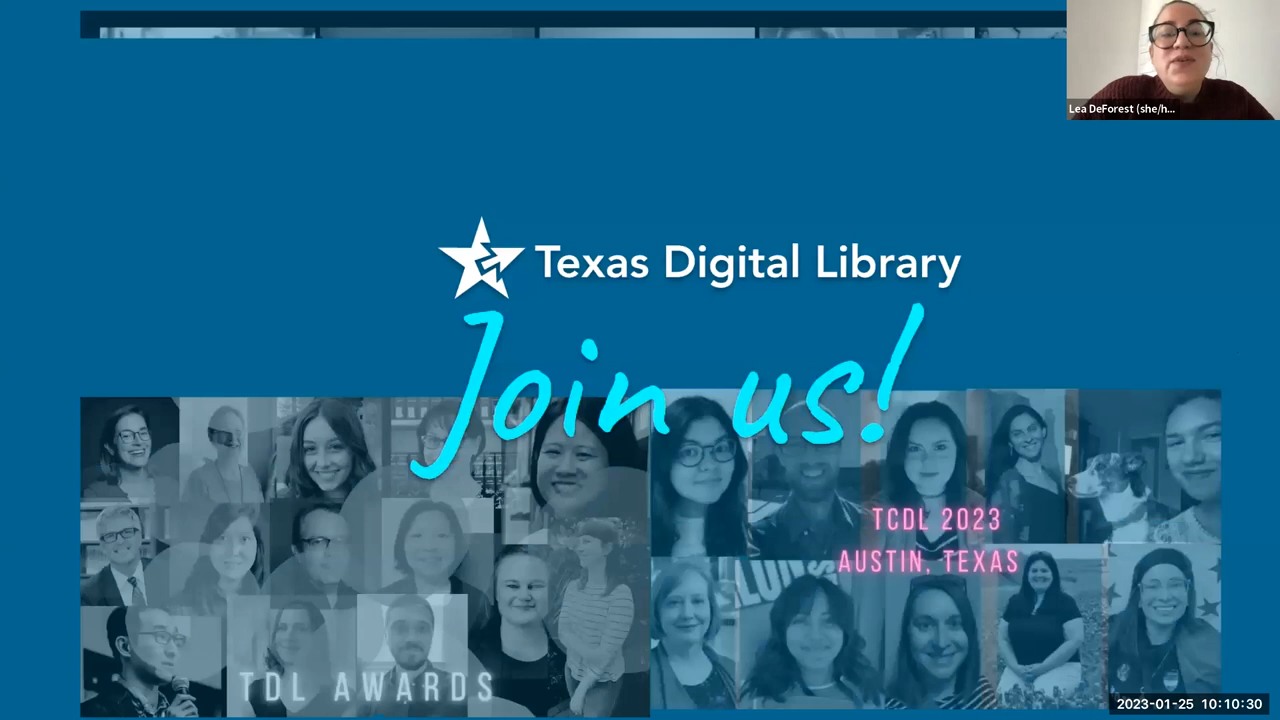 Lea DeForest (she/h...
Texas Digital Library
Join us!
TCDL 2023
AUSTIN, TEXAS
TDL AWARDS
2023-01-25 10:10:30